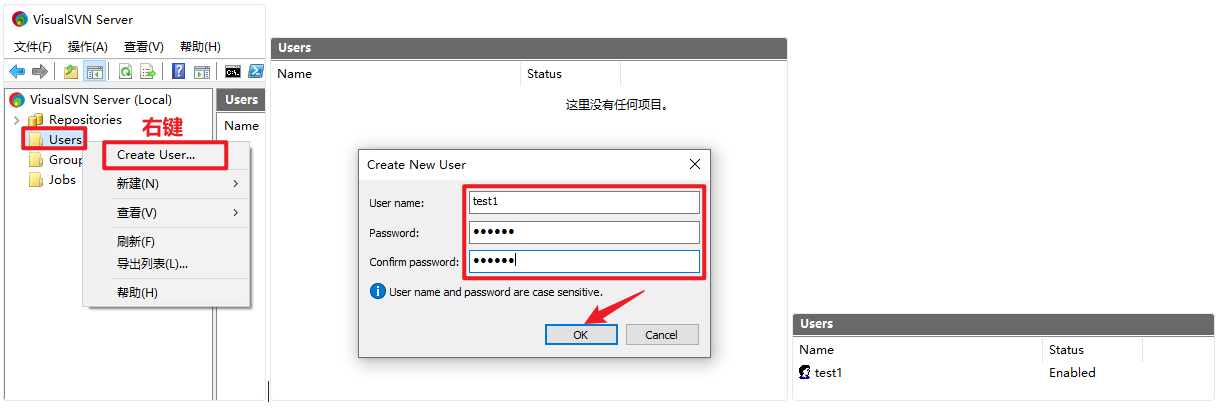 VisualSVN Server
文件(F) 操作(A) 查看(V) 帮助(H)
VisualSVN Server (Local)
Repositories
Users
Group
Jobs
Users
Name
右键
Create User...
新建(N)
查看(V)
刷新(F)
导出列表(L)...
帮助(H)
Users
Name Status
这里没有任何项目。
Create New User
User name: test1
Password: ●●●●●●
Confirm password: ●●●●●●
User name and password are case sensitive.
OK Cancel
Users
Name Status
test1 Enabled